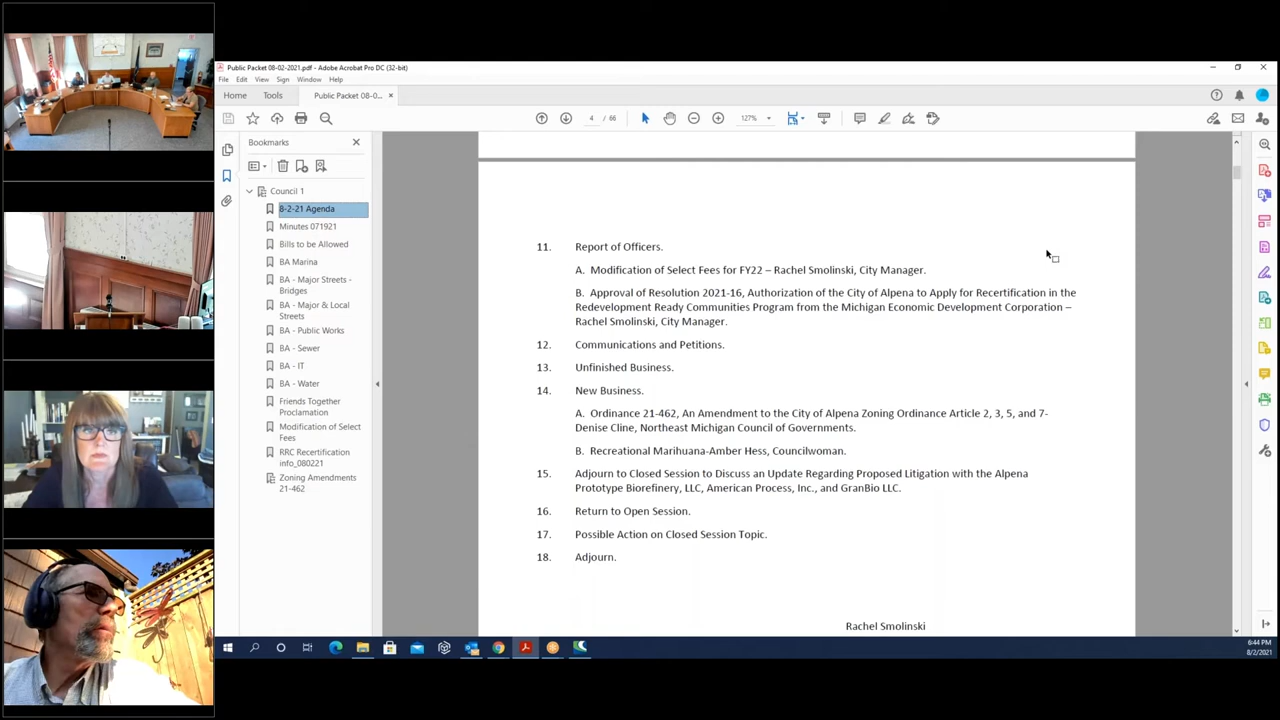 Public Packet 08-02-2021.pdf - Adobe Acrobat Pro DC (32-bit)
File Edit View Sign Window Help
Home Tools Public Packet 08-0... ×
4 / 66 127%
Bookmarks
Council 1
8-2-21 Agenda
Minutes 071921
Bills to be Allowed
BA Marina
BA - Major Streets -
Bridges
BA - Major & Local
Streets
BA - Public Works
BA - Sewer
BA - IT
BA - Water
Friends Together
Proclamation
Modification of Select
Fees
RRC Recertification
info_080221
Zoning Amendments
21-462
11. Report of Officers.
A. Modification of Select Fees for FY22 – Rachel Smolinski, City Manager.
B. Approval of Resolution 2021-16, Authorization of the City of Alpena to Apply for Recertification in the
Redevelopment Ready Communities Program from the Michigan Economic Development Corporation –
Rachel Smolinski, City Manager.
12. Communications and Petitions.
13. Unfinished Business.
14. New Business.
A. Ordinance 21-462, An Amendment to the City of Alpena Zoning Ordinance Article 2, 3, 5, and 7-
Denise Cline, Northeast Michigan Council of Governments.
B. Recreational Marihuana-Amber Hess, Councilwoman.
15. Adjourn to Closed Session to Discuss an Update Regarding Proposed Litigation with the Alpena
Prototype Biorefinery, LLC, American Process, Inc., and GranBio LLC.
16. Return to Open Session.
17. Possible Action on Closed Session Topic.
18. Adjourn.
Rachel Smolinski
6:44 PM
8/2/2021